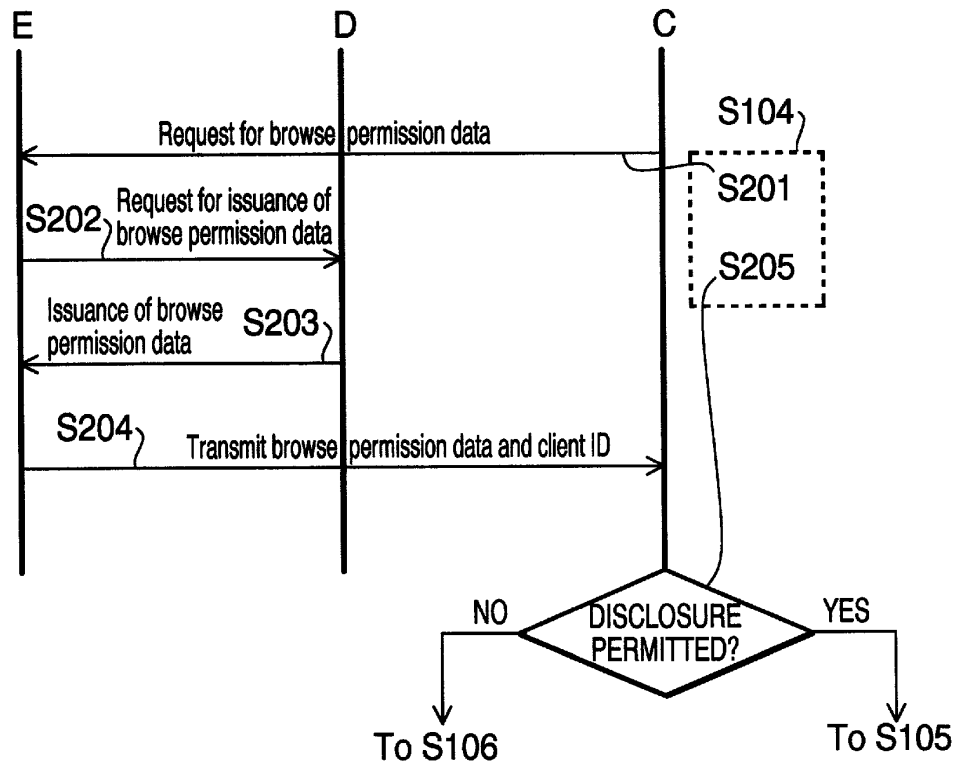 E
D
C
S104
Request for browse permission data
S201
S202
Request for issuance of
browse permission data
S205
Issuance of browse
permission data
S203
S204
Transmit browse permission data and client ID
NO
DISCLOSURE
PERMITTED?
YES
To S106
To S105